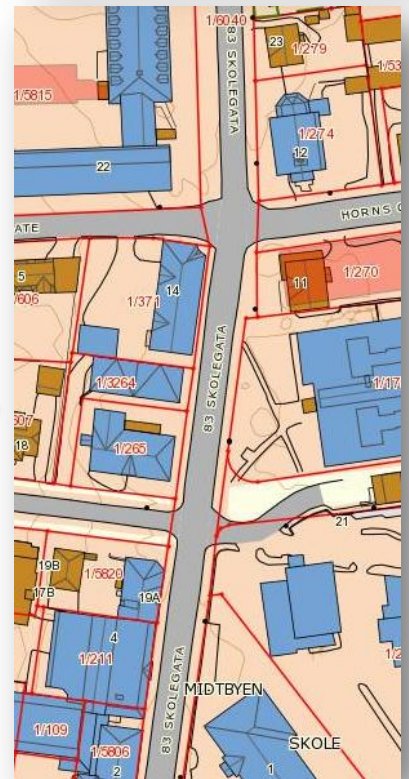 1/6040
83 SKOLEGATA
23
1/279
1/53
1/5815
1/274
12
22
HORNS G
ATE
5
/606
1/371
14
11
1/270
83 SKOLEGATA
1/3264
1/17
607
18
1/265
21
19B
1/5820
17B
19A
4
1/211
1/2
83 SKOLEGATA
MIDTBYEN
1/109
SKOLE
1/5806
2
1